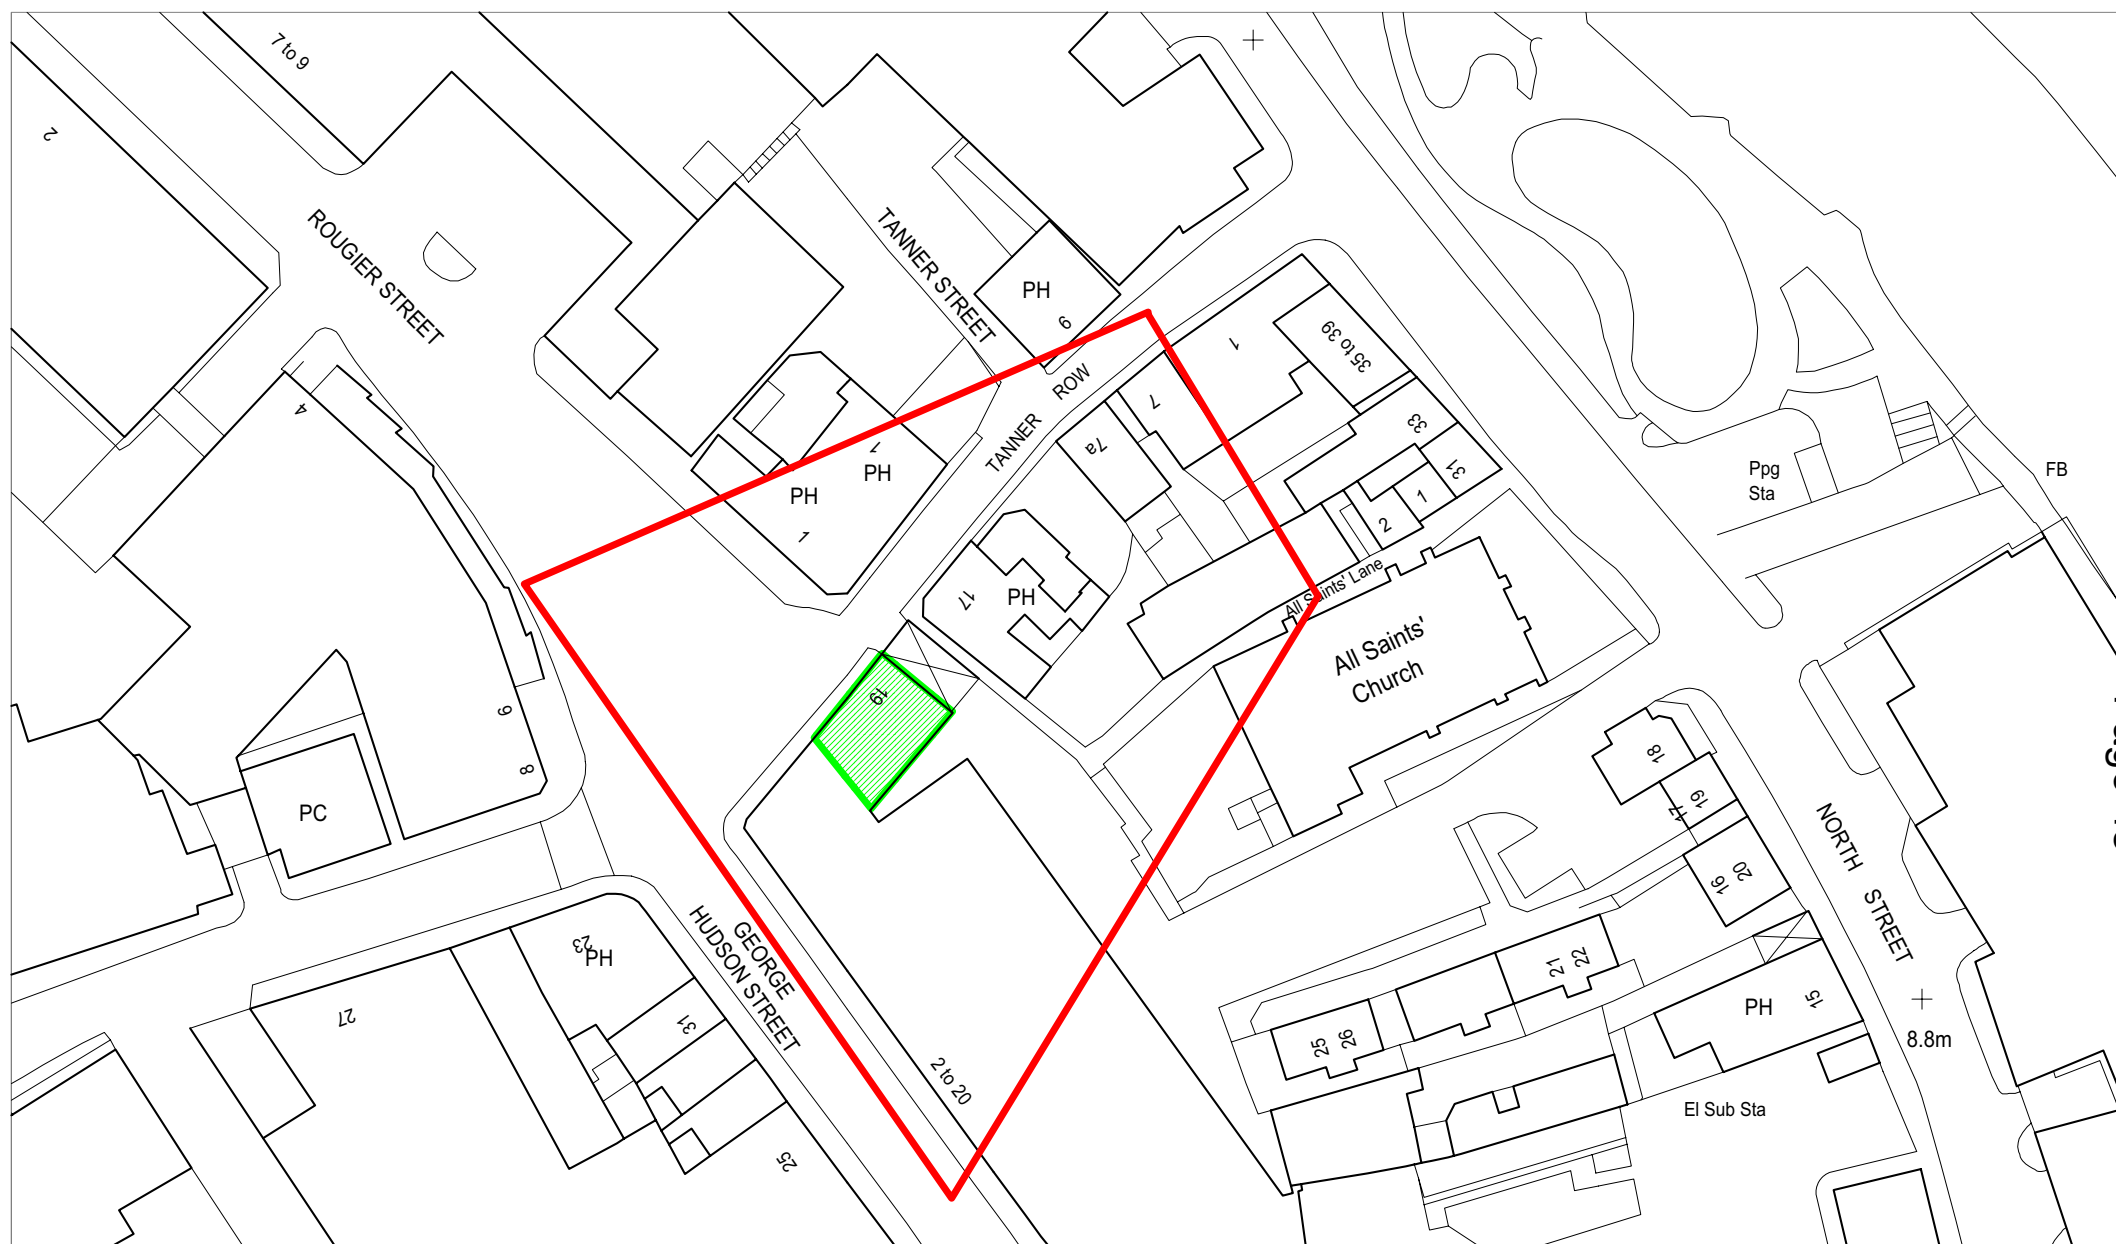 7 to 9
2
ROUGIER STREET
TANNER STREET
PH
9
TANNER ROW
1
35 to 39
7
7a
33
31
1
2
4
1
PH
PH
1
Ppg
Sta
FB
17
PH
All Saints' Lane
All Saints'
Church
19
6
8
PC
18
19
17
20
16
NORTH STREET
GEORGE
HUDSON STREET
23
PH
27
31
25
2 to 20
22
21
26
25
PH
15
8.8m
El Sub Sta